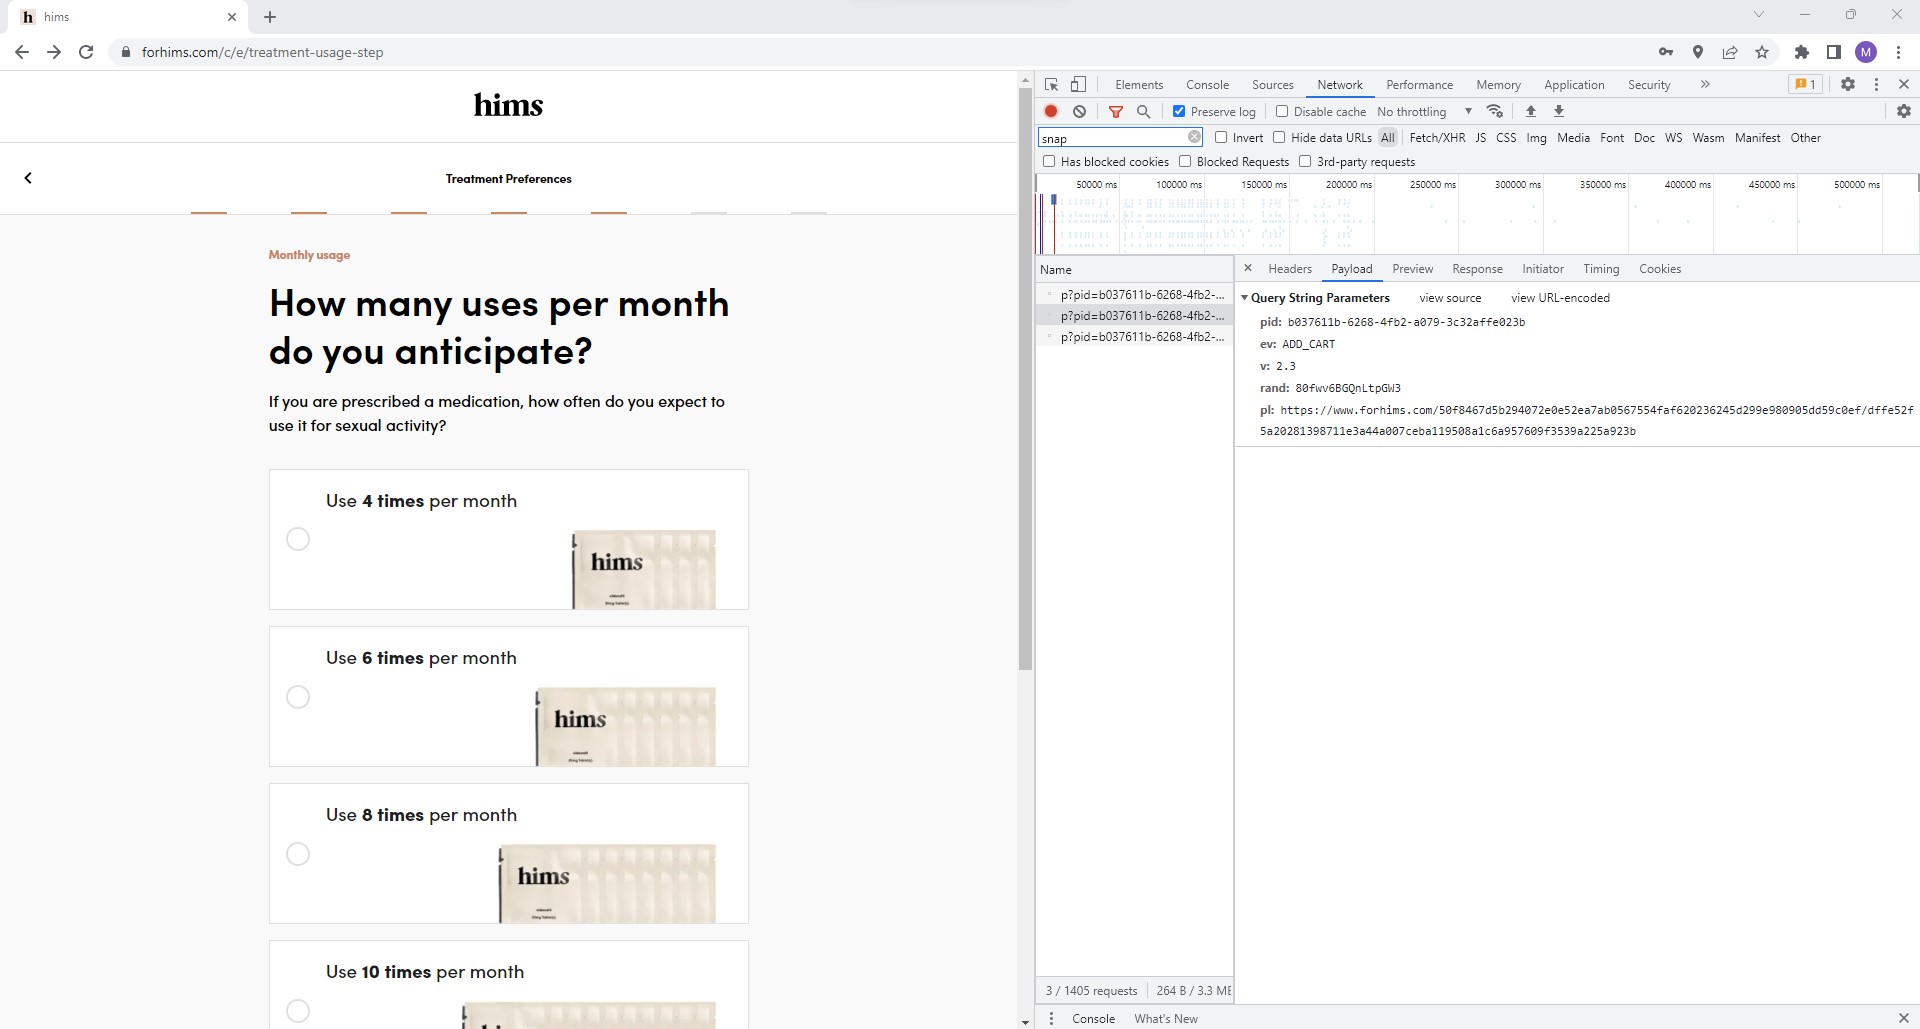 hims
forhims.com/c/e/treatment-usage-step
M
hims
Treatment Preferences
Monthly usage
How many uses per month
do you anticipate?
If you are prescribed a medication, how often do you expect to
use it for sexual activity?
Use 4 times per month
hims
Use 6 times per month
hims
Use 8 times per month
hims
Use 10 times per month
Elements Console Sources Network Performance Memory Application Security 1
Preserve log Disable cache No throttling
snap Invert Hide data URLs All Fetch/XHR JS CSS Img Media Font Doc WS Wasm Manifest Other
Has blocked cookies Blocked Requests 3rd-party requests
50000 ms 100000 ms 150000 ms 200000 ms 250000 ms 300000 ms 350000 ms 400000 ms 450000 ms 500000 ms
Name
p?pid=b037611b-6268-4fb2-...
p?pid=b037611b-6268-4fb2-...
p?pid=b037611b-6268-4fb2-...
Headers Payload Preview Response Initiator Timing Cookies
Query String Parameters view source view URL-encoded
pid: b037611b-6268-4fb2-a079-3c32affe023b
ev: ADD_CART
v: 2.3
rand: 80fwv6BGQnLtpGW3
pl: https://www.forhims.com/50f8467d5b294072e0e52ea7ab0567554faf620236245d299e980905dd59c0ef/dffe52f
5a20281398711e3a44a007ceba119508a1c6a957609f3539a225a923b
3 / 1405 requests 264 B / 3.3 MB
Console What's New